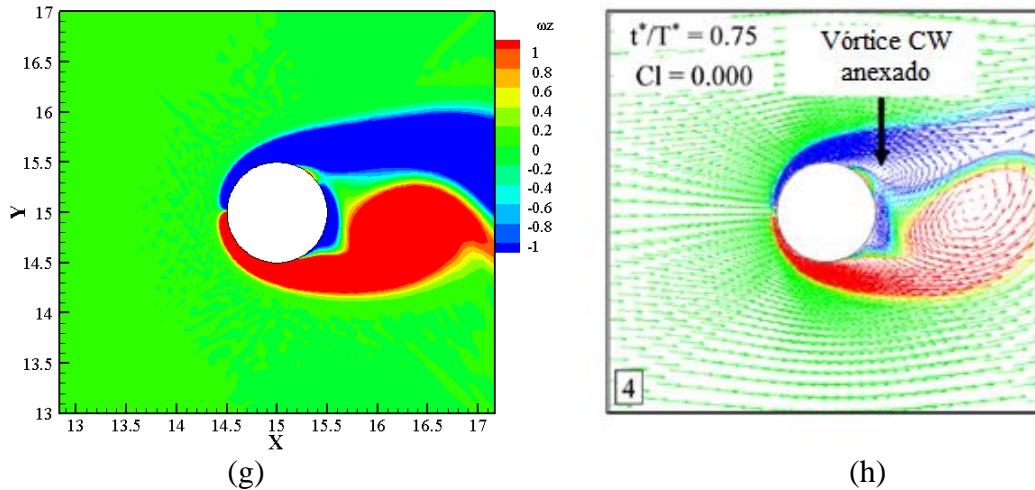 17
16.5
16
15.5
15
14.5
14
13.5
13
Y
13 13.5 14 14.5 15 15.5 16 16.5 17
X
ωz
1
0.8
0.6
0.4
0.2
0
-0.2
-0.4
-0.6
-0.8
-1
(g)
t*/T* = 0.75
Cl = 0.000
Vórtice CW
anexado
4
(h)